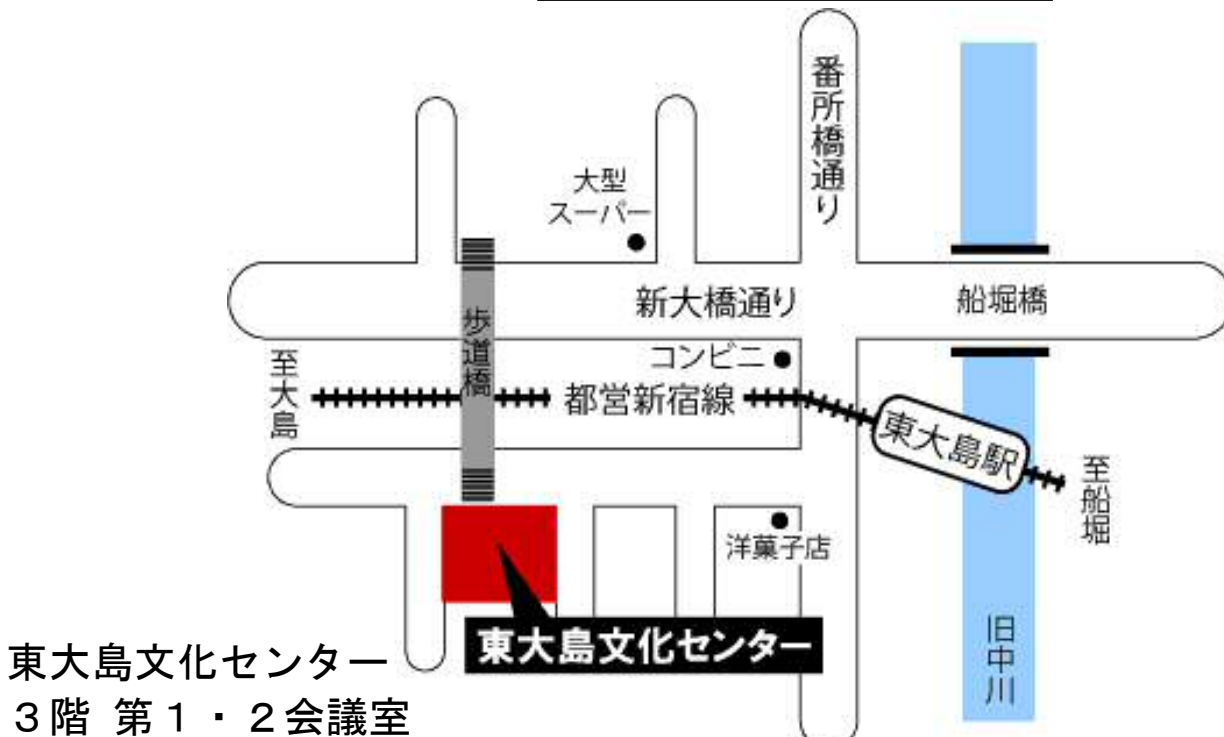 番所橋通り
大型
スーパー
新大橋通り
船堀橋
歩道橋
コンビニ
至大島
都営新宿線
東大島駅
至船堀
洋菓子店
旧中川
東大島文化センター
東大島文化センター
3階 第1・2会議室